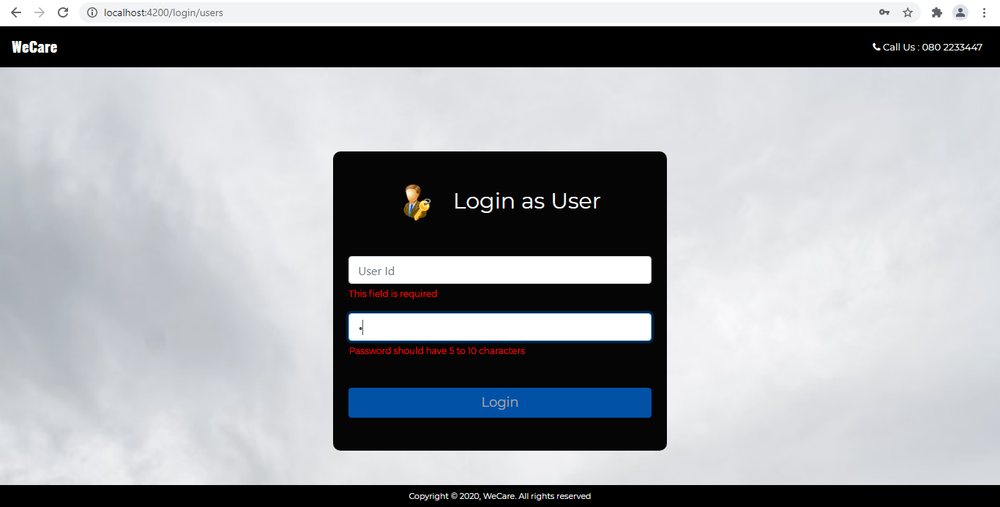 localhost:4200/login/users
WeCare
Call Us : 080 2233447
Login as User
User Id
This field is required
•
Password should have 5 to 10 characters
Login
Copyright © 2020, WeCare. All rights reserved